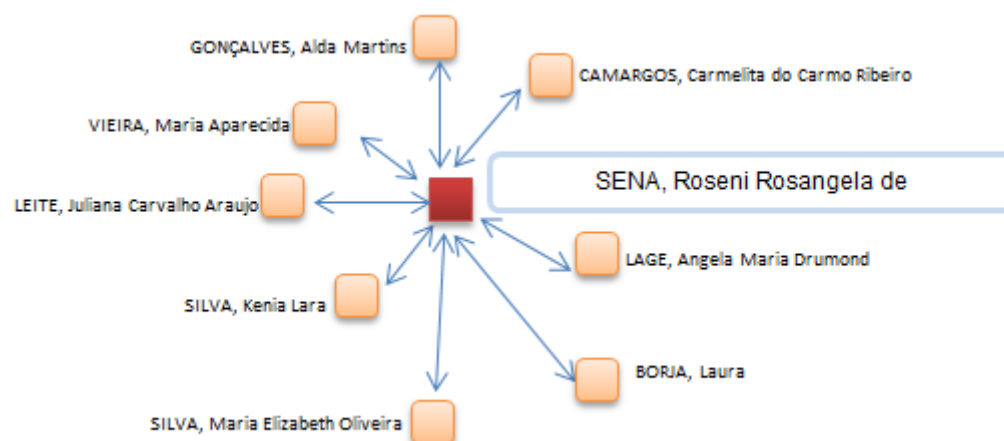 GONÇALVES, Alda Martins
CAMARGOS, Carmelita do Carmo Ribeiro
VIEIRA, Maria Aparecida
SENA, Roseni Rosangela de
LEITE, Juliana Carvalho Araujo
LAGE, Angela Maria Drumond
SILVA, Kenia Lara
BORJA, Laura
SILVA, Maria Elizabeth Oliveira